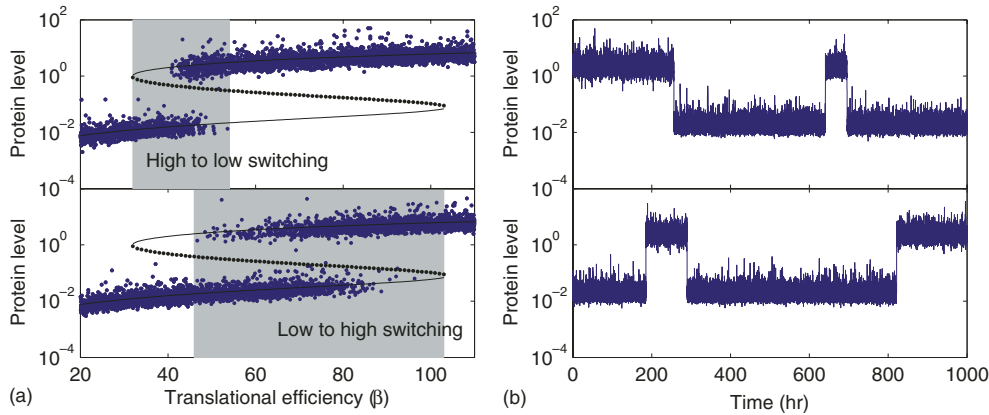 10²
10⁰
10⁻²
10⁻⁴
Protein level
High to low switching
10²
10⁰
10⁻²
10⁻⁴
Protein level
Low to high switching
20 40 60 80 100
(a) Translational efficiency (β)
10²
10⁰
10⁻²
10⁻⁴
Protein level
10²
10⁰
10⁻²
10⁻⁴
Protein level
0 200 400 600 800 1000
(b) Time (hr)